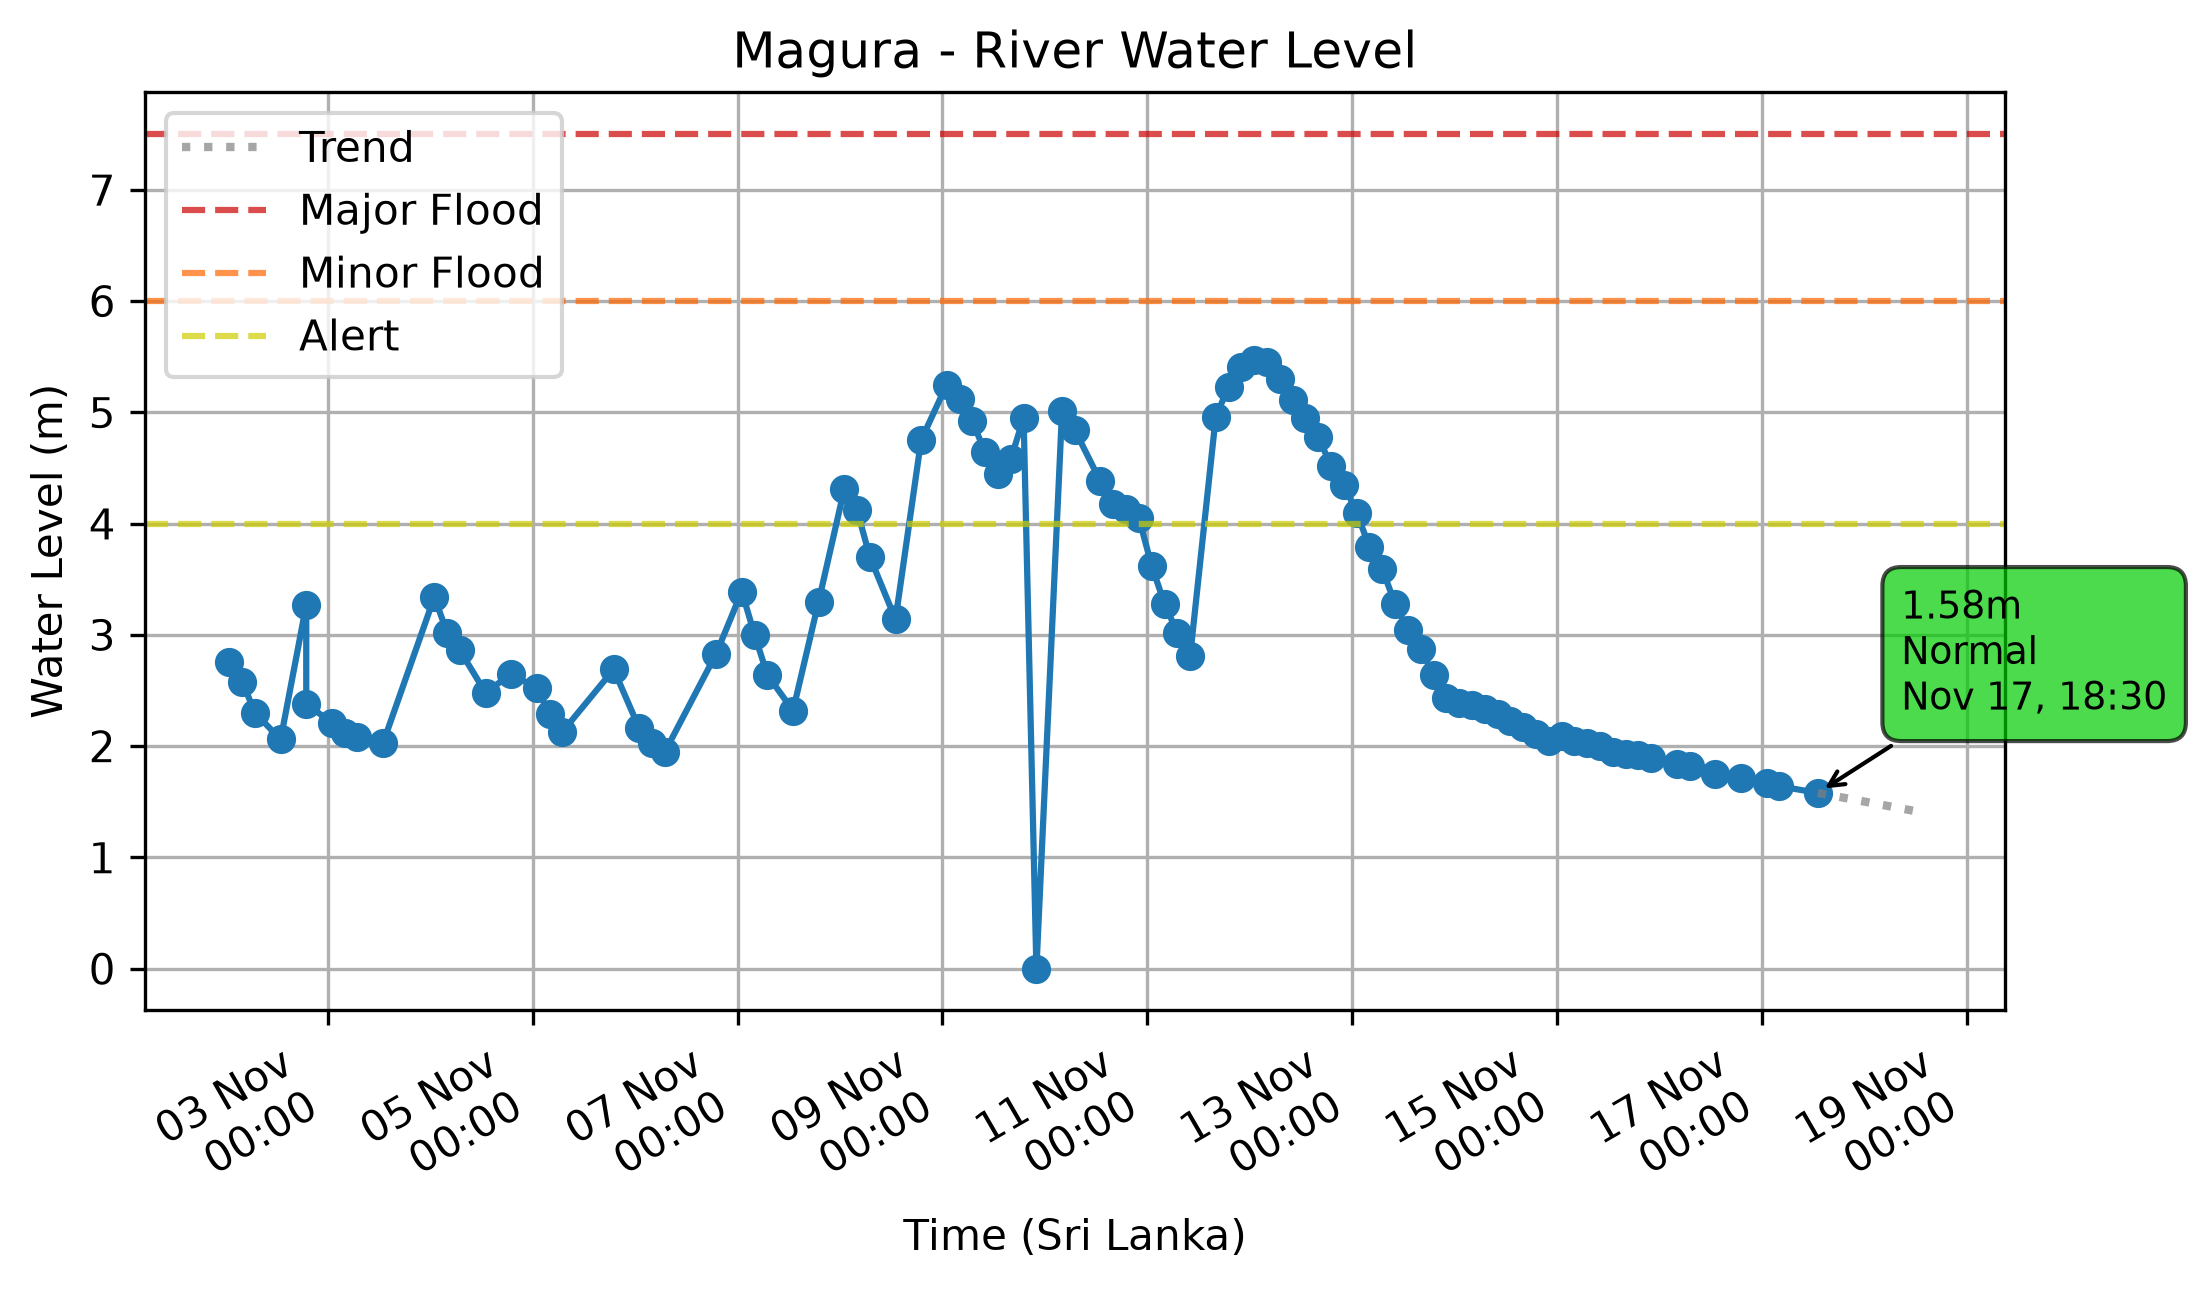 Magura - River Water Level
Trend
Major Flood
Minor Flood
Alert
Water Level (m)
7
6
5
4
3
2
1
0
1.58m
Normal
Nov 17, 18:30
03 Nov
00:00
05 Nov
00:00
07 Nov
00:00
09 Nov
00:00
11 Nov
00:00
13 Nov
00:00
15 Nov
00:00
17 Nov
00:00
19 Nov
00:00
Time (Sri Lanka)